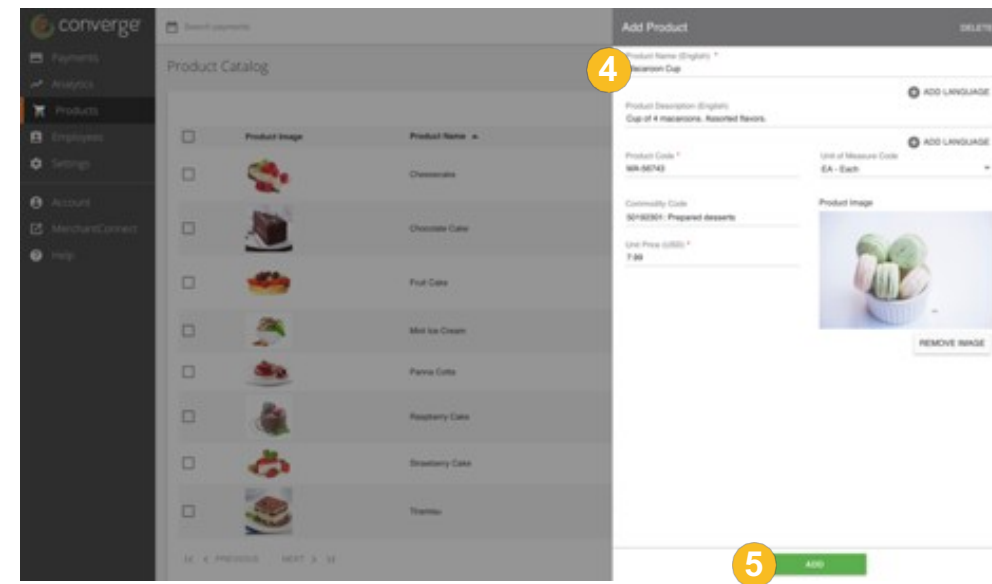 converge
Search payments
Payments
Analytics
Products
Employees
Settings
Account
MerchantConnect
Help
Product Catalog
Product Image Product Name
Cheesecake
Chocolate Cake
Fruit Cake
Mint Ice Cream
Panna Cotta
Raspberry Cake
Strawberry Cake
Tiramisu
PREVIOUS NEXT
Add Product DELETE
4
Product Name (English) *
Macaroon Cup
ADD LANGUAGE
Product Description (English)
Cup of 4 macaroons. Assorted flavors.
ADD LANGUAGE
Product Code * Unit of Measure Code
MA-56743 EA - Each
Commodity Code Product Image
50192301: Prepared desserts
Unit Price (USD) *
7.99
REMOVE IMAGE
5 ADD